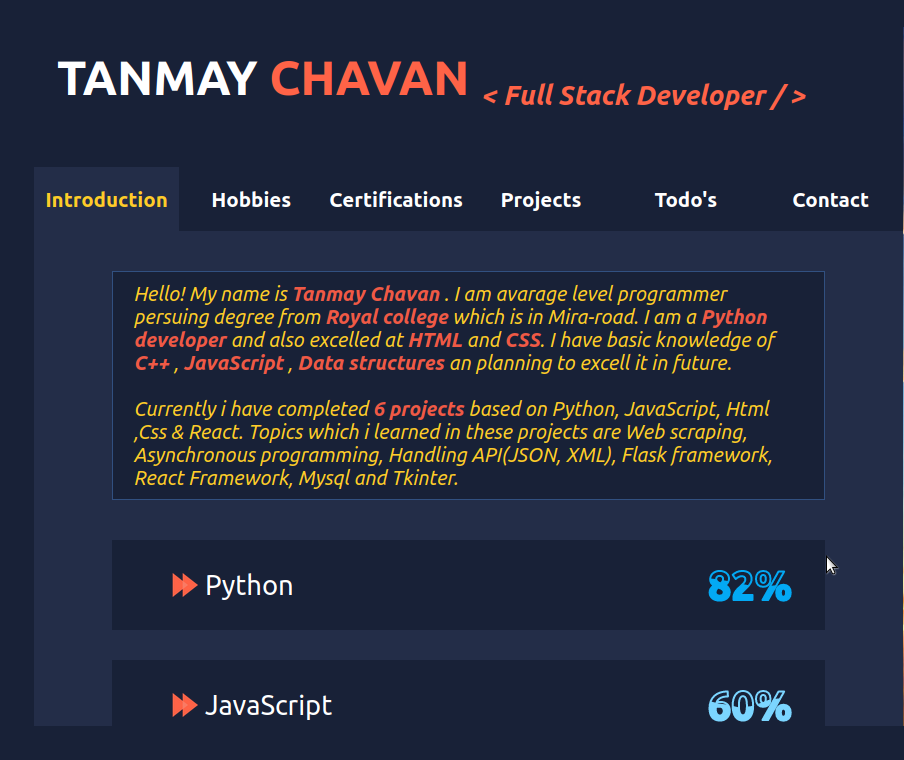 TANMAY CHAVAN
< Full Stack Developer / >
Introduction Hobbies Certifications Projects Todo's Contact
Hello! My name is Tanmay Chavan . I am avarage level programmer
persuing degree from Royal college which is in Mira-road. I am a Python
developer and also excelled at HTML and CSS. I have basic knowledge of
C++ , JavaScript , Data structures an planning to excell it in future.
Currently i have completed 6 projects based on Python, JavaScript, Html
,Css & React. Topics which i learned in these projects are Web scraping,
Asynchronous programming, Handling API(JSON, XML), Flask framework,
React Framework, Mysql and Tkinter.
Python 82%
JavaScript 60%